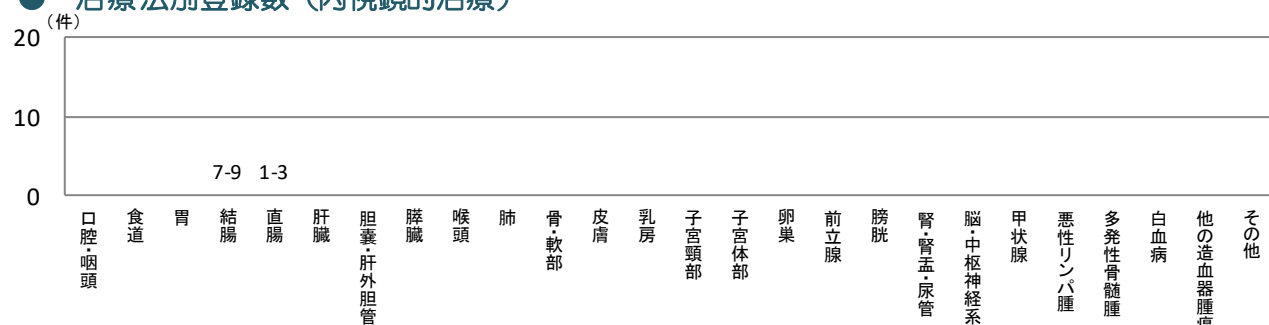 ● 治療法別登録数（内視鏡的治療）
（件）
20
10
0
7-9 1-3
口腔・咽頭
食道
胃
結腸
直腸
肝臓
胆嚢・肝外胆管
膵臓
喉頭
肺
骨・軟部
皮膚
乳房
子宮頸部
子宮体部
卵巣
前立腺
膀胱
腎・腎盂・尿管
脳・中枢神経系
甲状腺
悪性リンパ腫
多発性骨髄腫
白血病
他の造血器腫瘍
その他